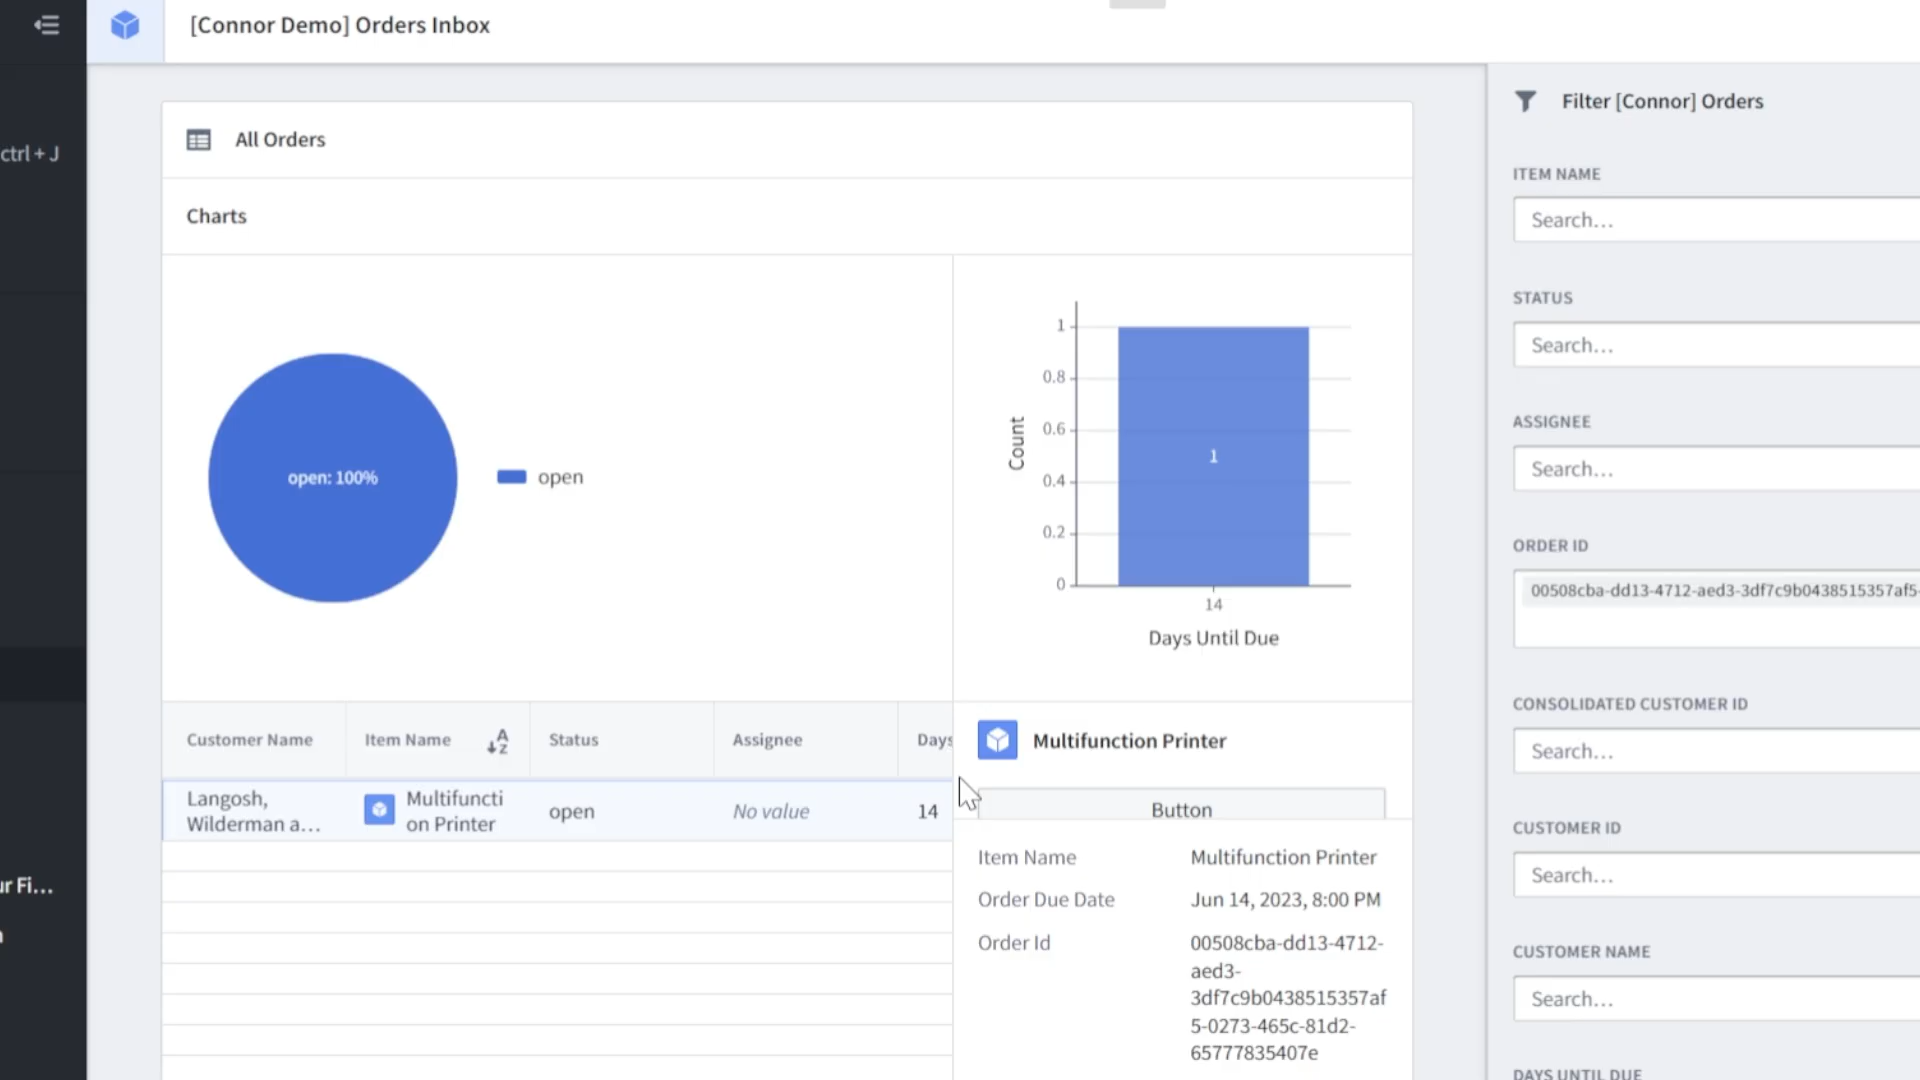 [Connor Demo] Orders Inbox
ctrl + J
All Orders
Charts
open: 100%
open
1
0.8
0.6
0.4
0.2
0
Count
1
14
Days Until Due
Customer Name
Item Name
Status
Assignee
Days
Langosh,
Wilderman a...
Multifuncti
on Printer
open
No value
14
Multifunction Printer
Button
Item Name
Multifunction Printer
Order Due Date
Jun 14, 2023, 8:00 PM
Order Id
00508cba-dd13-4712-
aed3-
3df7c9b0438515357af
5-0273-465c-81d2-
65777835407e
Filter [Connor] Orders
ITEM NAME
Search...
STATUS
Search...
ASSIGNEE
Search...
ORDER ID
00508cba-dd13-4712-aed3-3df7c9b0438515357af5-
CONSOLIDATED CUSTOMER ID
Search...
CUSTOMER ID
Search...
CUSTOMER NAME
Search...
DAYS UNTIL DUE